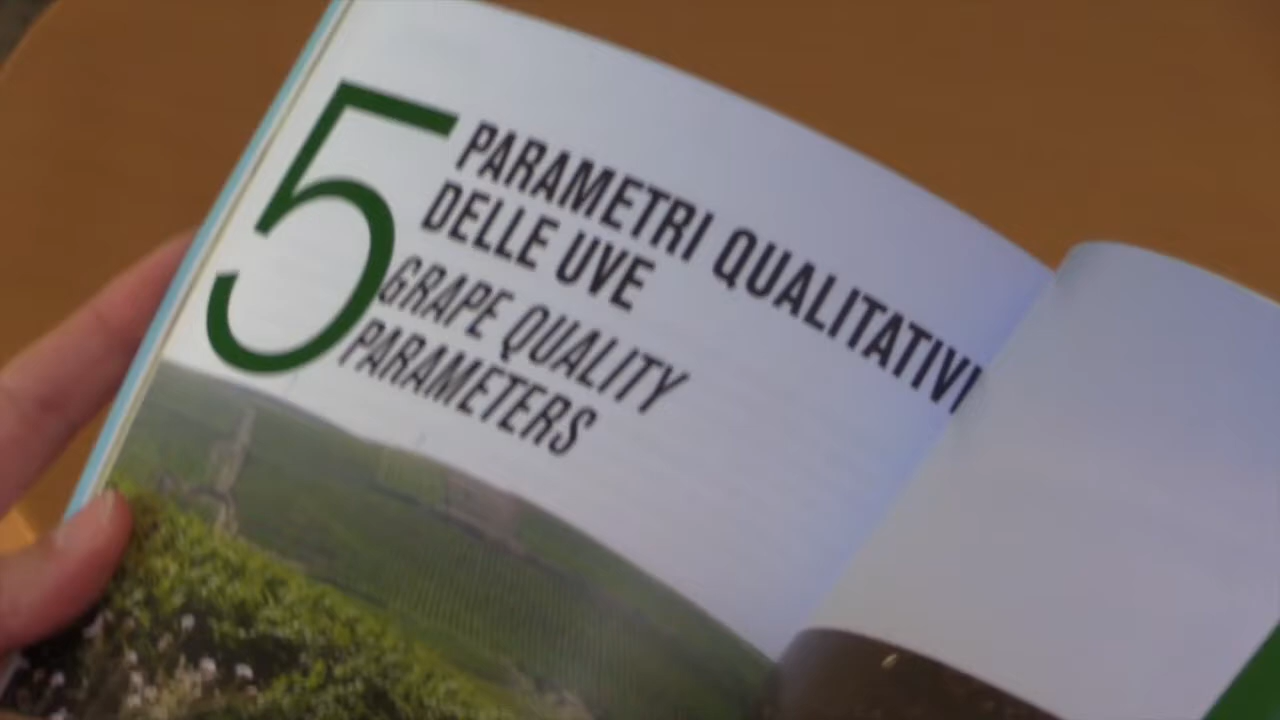 5
PARAMETRI QUALITATIVI
DELLE UVE
GRAPE QUALITY
PARAMETERS